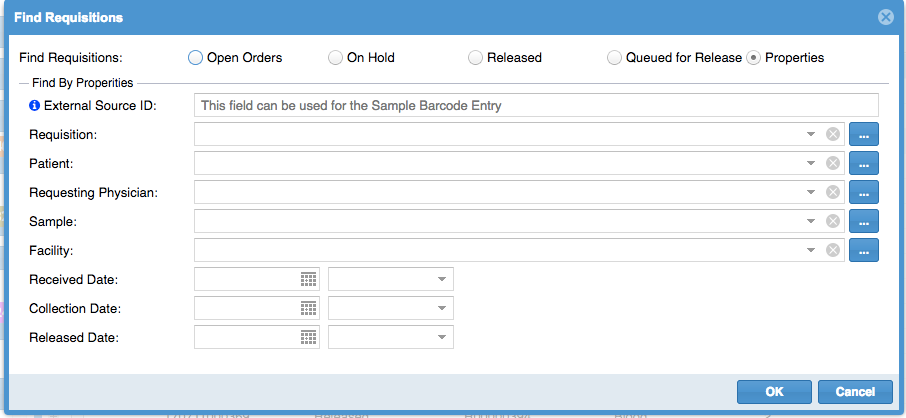 Find Requisitions
Find Requisitions: Open Orders On Hold Released Queued for Release Properties
Find By Properities
External Source ID: This field can be used for the Sample Barcode Entry
Requisition: ...
Patient: ...
Requesting Physician: ...
Sample: ...
Facility: ...
Received Date:
Collection Date:
Released Date:
OK Cancel